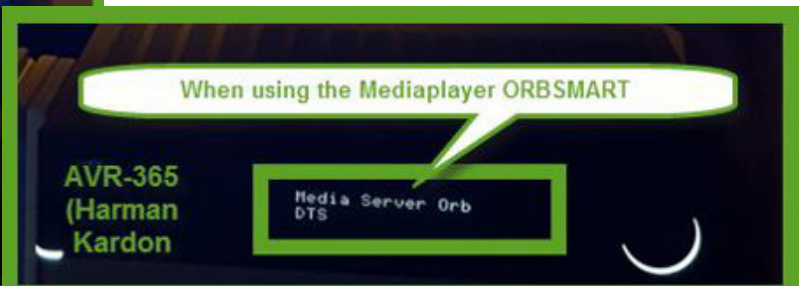 When using the Mediaplayer ORBSMART
AVR-365
(Harman
Kardon
Media Server Orb
DTS